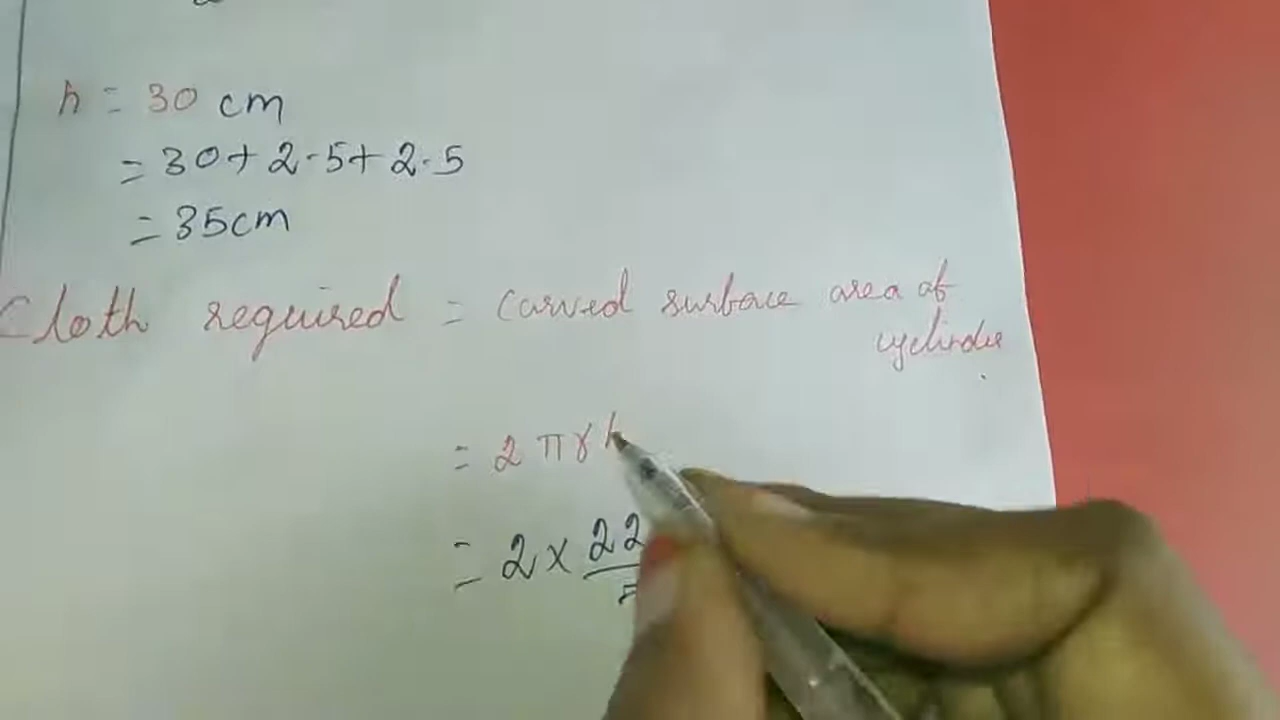 h = 30 cm
= 30 + 2.5 + 2.5
= 35cm
Cloth required = Curved surface area of
cylinder
= 2πrh
= 2 × 22